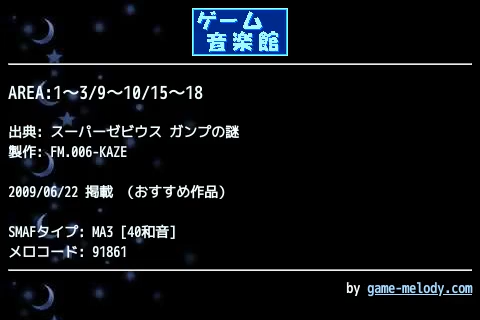 ゲーム
音楽館
AREA:1〜3/9〜10/15〜18
出典: スーパーゼビウス ガンプの謎
製作: FM.006-KAZE
2009/06/22 掲載 (おすすめ作品)
SMAFタイプ: MA3 [40和音]
メロコード: 91861
by game-melody.com